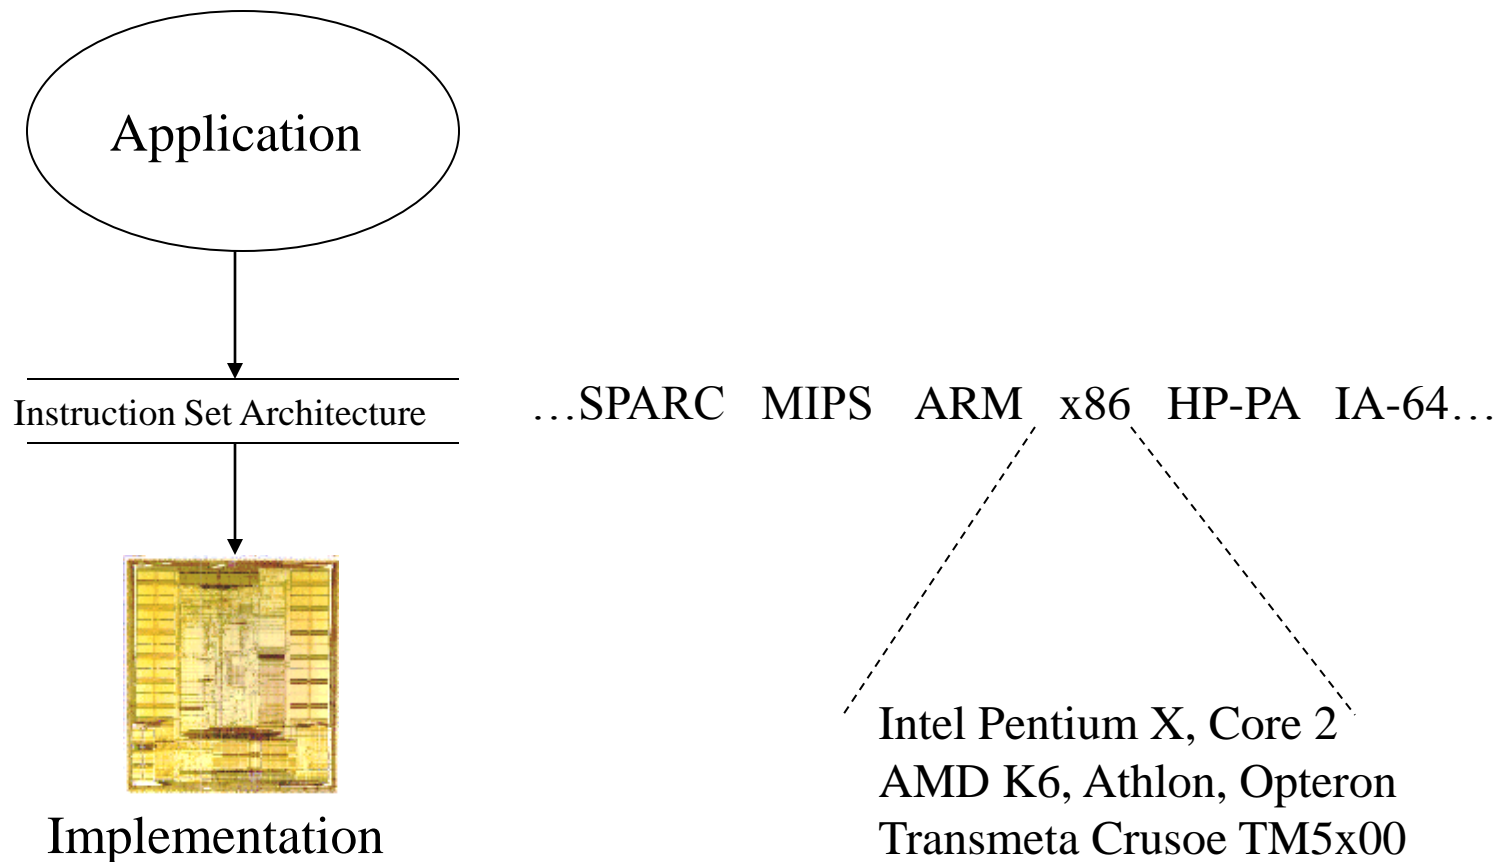 Application
Instruction Set Architecture
…SPARC MIPS ARM x86 HP-PA IA-64…
Intel Pentium X, Core 2
AMD K6, Athlon, Opteron
Transmeta Crusoe TM5x00
Implementation